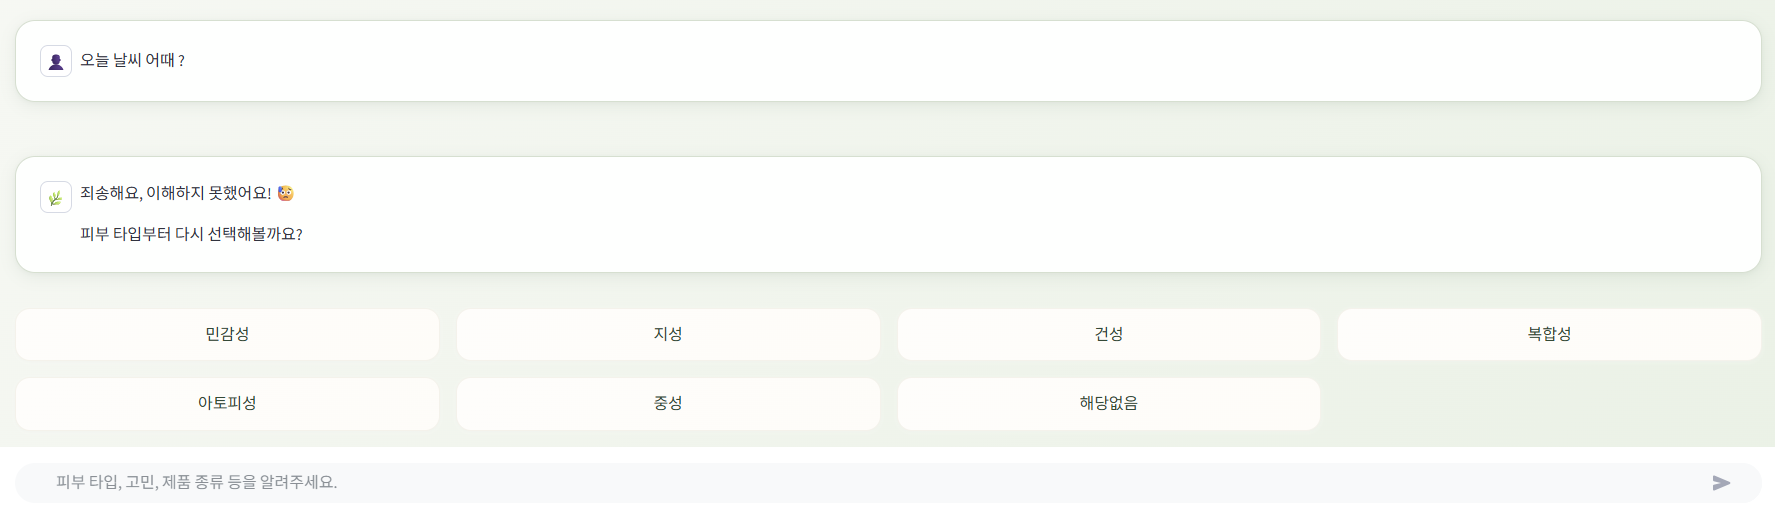 오늘 날씨 어때 ?
죄송해요, 이해하지 못했어요! 😥
피부 타입부터 다시 선택해볼까요?
민감성
지성
건성
복합성
아토피성
중성
해당없음
피부 타입, 고민, 제품 종류 등을 알려주세요.